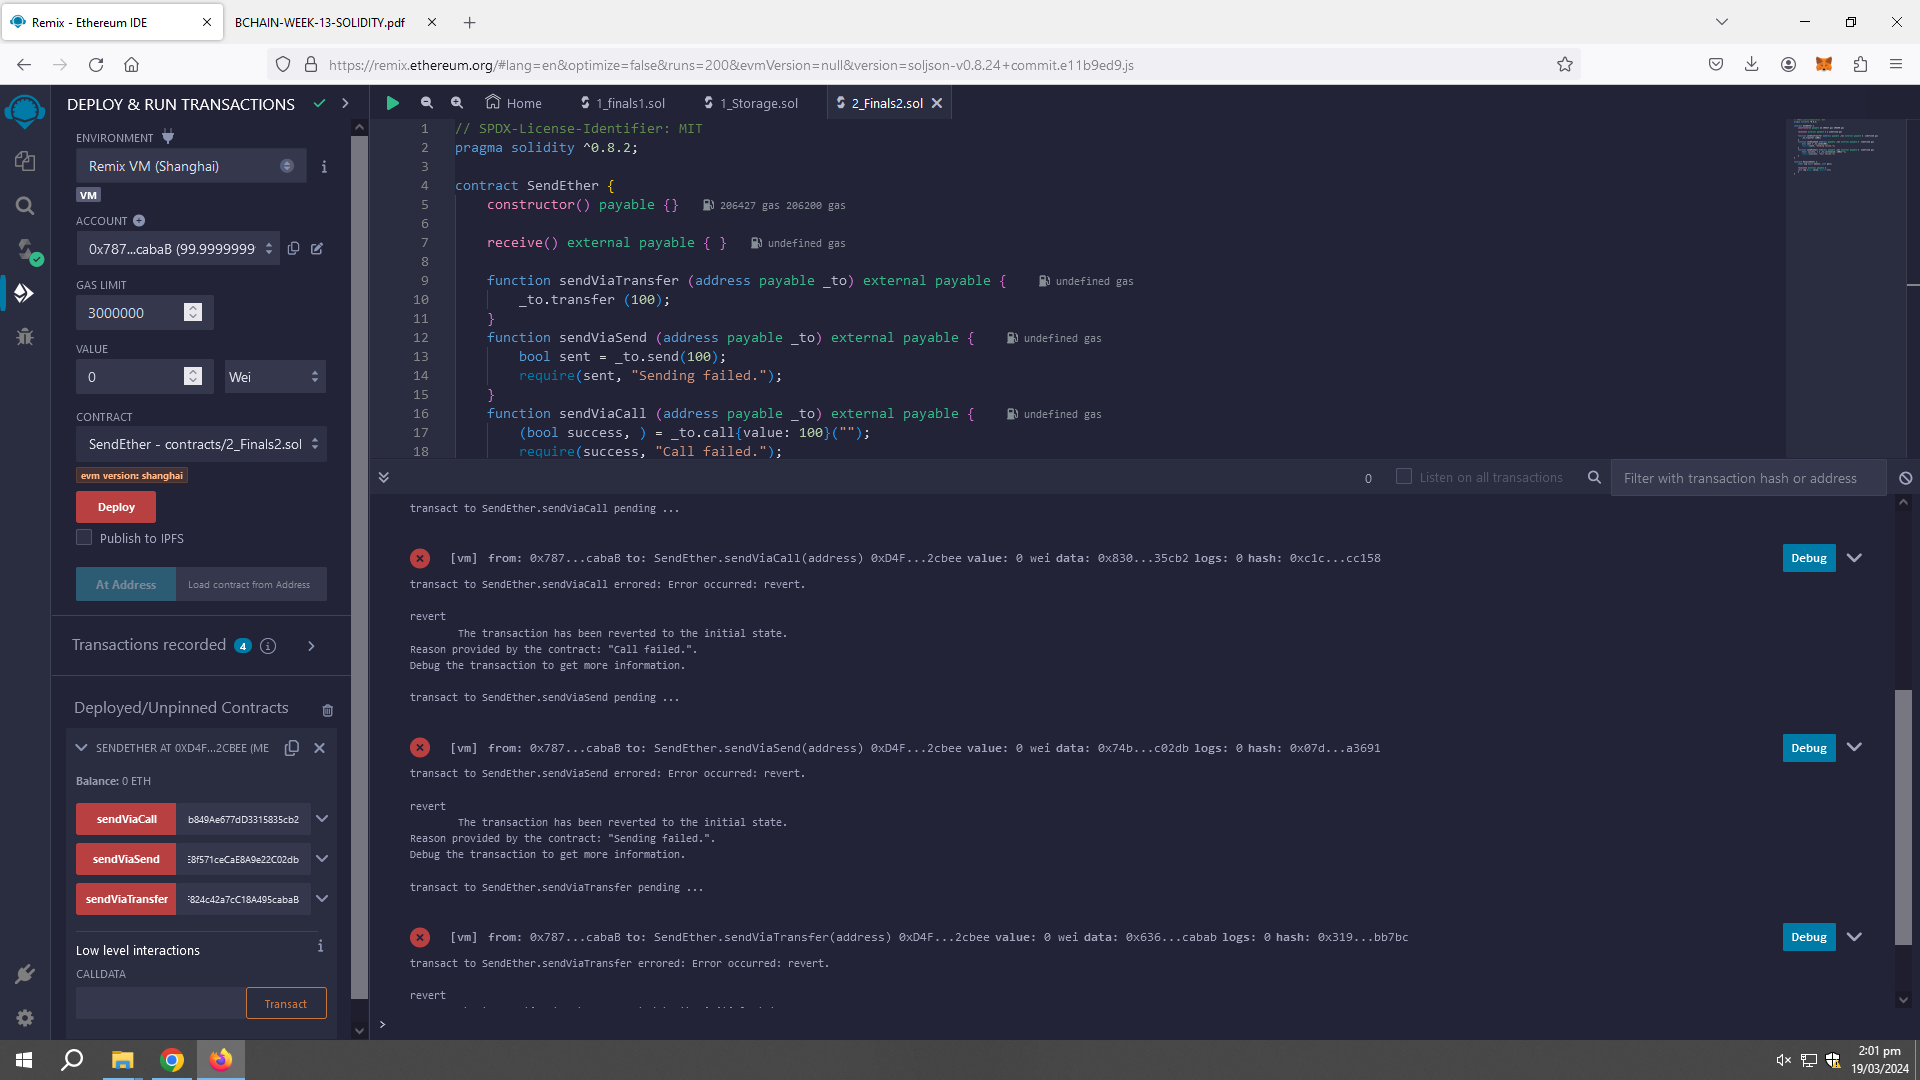 Remix - Ethereum IDE
BCHAIN-WEEK-13-SOLIDITY.pdf
https://remix.ethereum.org/#lang=en&optimize=false&runs=200&evmVersion=null&version=soljson-v0.8.24+commit.e11b9ed9.js
DEPLOY & RUN TRANSACTIONS
ENVIRONMENT
Remix VM (Shanghai)
VM
ACCOUNT
0x787...cabaB (99.9999999
GAS LIMIT
3000000
VALUE
0
Wei
CONTRACT
SendEther - contracts/2_Finals2.sol
evm version: shanghai
Deploy
Publish to IPFS
At Address
Load contract from Address
Transactions recorded 4
Deployed/Unpinned Contracts
SENDETHER AT 0XD4F...2CBEE (ME
Balance: 0 ETH
sendViaCall
b849Ae677dD3315835cb2
sendViaSend
E8f571ceCaE8A9e22C02db
sendViaTransfer
F824c42a7cC18A495cabaB
Low level interactions
CALLDATA
Transact
Home
1_finals1.sol
1_Storage.sol
2_Finals2.sol
1 // SPDX-License-Identifier: MIT
2 pragma solidity ^0.8.2;
3
4 contract SendEther {
5 constructor() payable {} 206427 gas 206200 gas
6
7 receive() external payable { } undefined gas
8
9 function sendViaTransfer (address payable _to) external payable { undefined gas
10 _to.transfer (100);
11 }
12 function sendViaSend (address payable _to) external payable { undefined gas
13 bool sent = _to.send(100);
14 require(sent, "Sending failed.");
15 }
16 function sendViaCall (address payable _to) external payable { undefined gas
17 (bool success, ) = _to.call{value: 100}("");
18 require(success, "Call failed.");
0
Listen on all transactions
Filter with transaction hash or address
transact to SendEther.sendViaCall pending ...
[vm] from: 0x787...cabaB to: SendEther.sendViaCall(address) 0xD4F...2cbee value: 0 wei data: 0x830...35cb2 logs: 0 hash: 0xc1c...cc158
Debug
transact to SendEther.sendViaCall errored: Error occurred: revert.
revert
The transaction has been reverted to the initial state.
Reason provided by the contract: "Call failed.".
Debug the transaction to get more information.
transact to SendEther.sendViaSend pending ...
[vm] from: 0x787...cabaB to: SendEther.sendViaSend(address) 0xD4F...2cbee value: 0 wei data: 0x74b...c02db logs: 0 hash: 0x07d...a3691
Debug
transact to SendEther.sendViaSend errored: Error occurred: revert.
revert
The transaction has been reverted to the initial state.
Reason provided by the contract: "Sending failed.".
Debug the transaction to get more information.
transact to SendEther.sendViaTransfer pending ...
[vm] from: 0x787...cabaB to: SendEther.sendViaTransfer(address) 0xD4F...2cbee value: 0 wei data: 0x636...cabab logs: 0 hash: 0x319...bb7bc
Debug
transact to SendEther.sendViaTransfer errored: Error occurred: revert.
revert
>
2:01 pm
19/03/2024